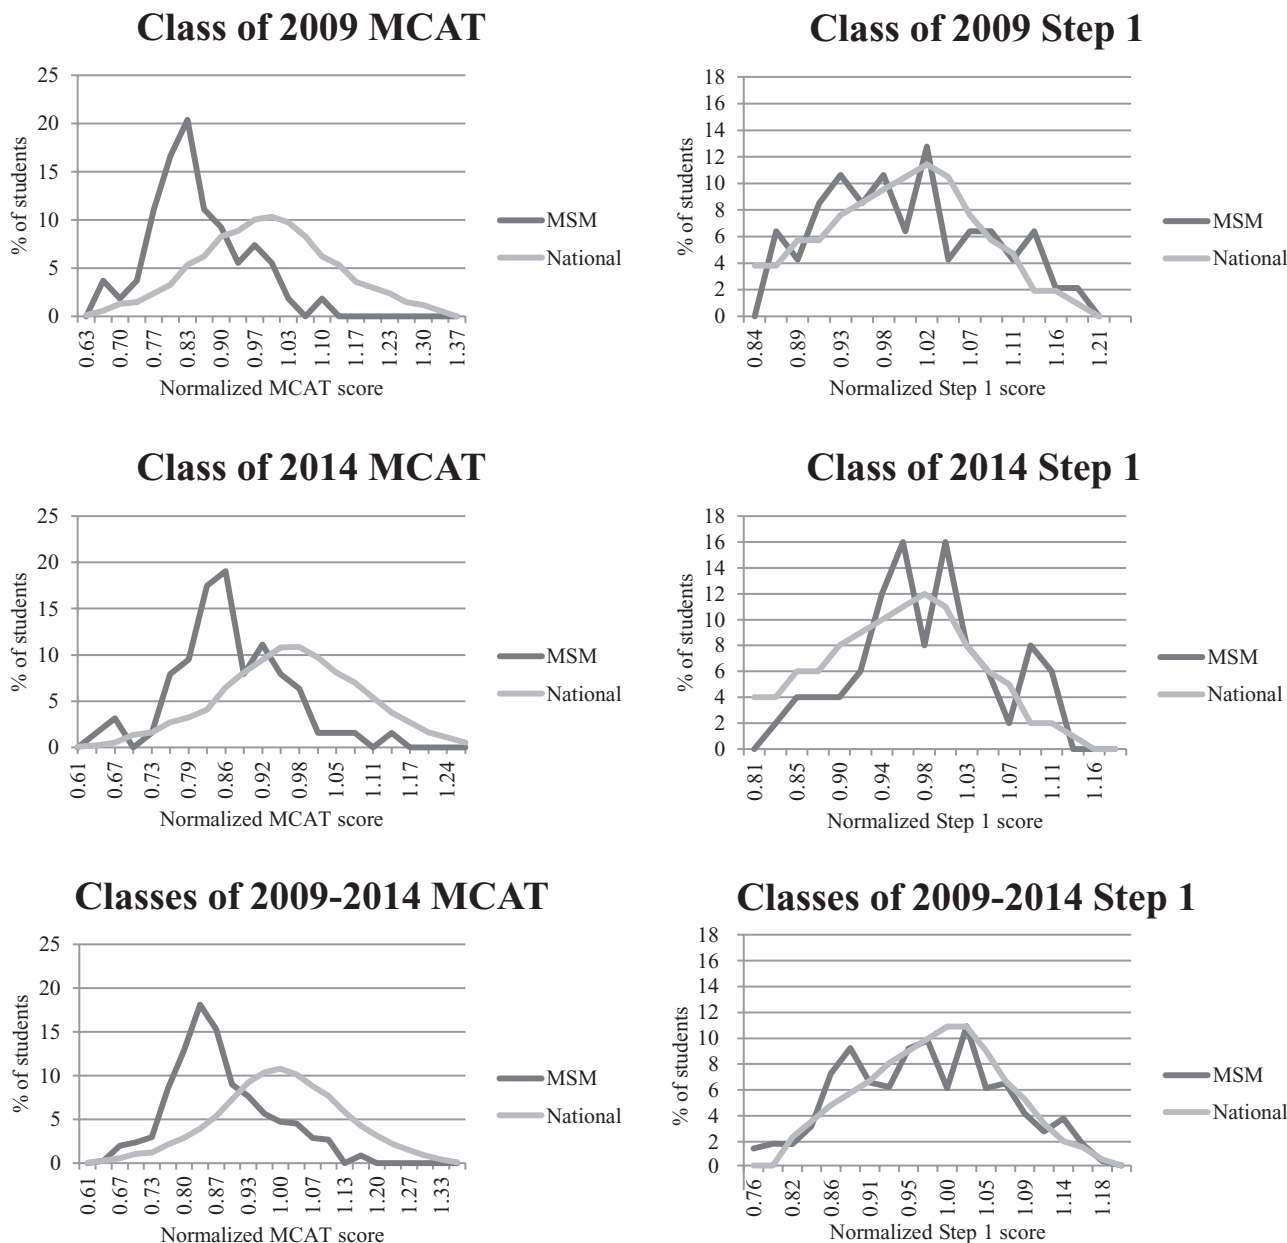 Class of 2009 MCAT
25
20
15
10
5
0
% of students
0.63 0.70 0.77 0.83 0.90 0.97 1.03 1.10 1.17 1.23 1.30 1.37
Normalized MCAT score
MSM
National
Class of 2009 Step 1
18
16
14
12
10
8
6
4
2
0
% of students
0.84 0.89 0.93 0.98 1.02 1.07 1.11 1.16 1.21
Normalized Step 1 score
MSM
National
Class of 2014 MCAT
25
20
15
10
5
0
% of students
0.61 0.67 0.73 0.79 0.86 0.92 0.98 1.05 1.11 1.17 1.24
Normalized MCAT score
MSM
National
Class of 2014 Step 1
18
16
14
12
10
8
6
4
2
0
% of students
0.81 0.85 0.90 0.94 0.98 1.03 1.07 1.11 1.16
Normalized Step 1 score
MSM
National
Classes of 2009-2014 MCAT
25
20
15
10
5
0
% of students
0.61 0.67 0.73 0.80 0.87 0.93 1.00 1.07 1.13 1.20 1.27 1.33
Normalized MCAT score
MSM
National
Classes of 2009-2014 Step 1
18
16
14
12
10
8
6
4
2
0
% of students
0.76 0.82 0.86 0.91 0.95 1.00 1.05 1.09 1.14 1.18
Normalized Step 1 score
MSM
National